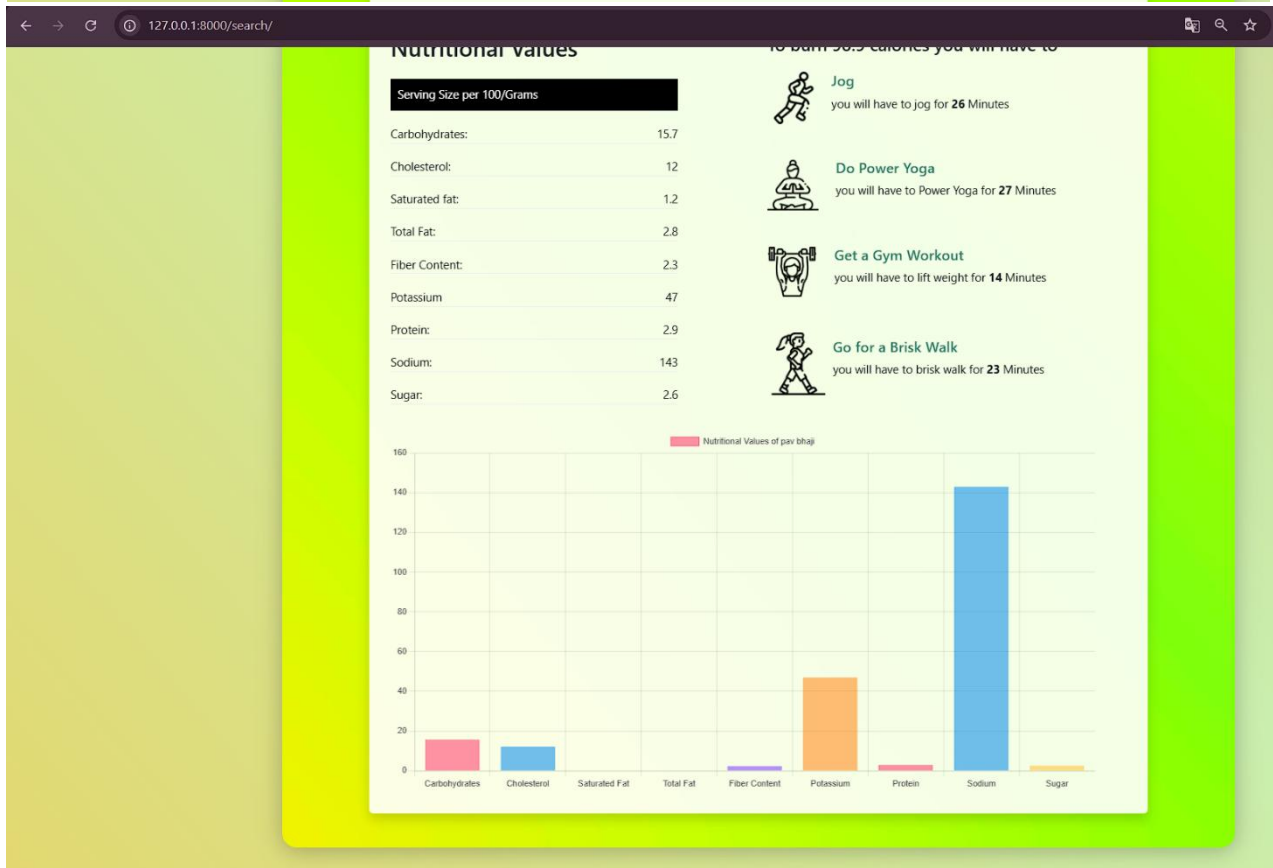 127.0.0.1:8000/search/
Nutritional Values
Serving Size per 100/Grams
Carbohydrates: 15.7
Cholesterol: 12
Saturated fat: 1.2
Total Fat: 2.8
Fiber Content: 2.3
Potassium 47
Protein: 2.9
Sodium: 143
Sugar: 2.6
calories you will have to
Jog
you will have to jog for 26 Minutes
Do Power Yoga
you will have to Power Yoga for 27 Minutes
Get a Gym Workout
you will have to lift weight for 14 Minutes
Go for a Brisk Walk
you will have to brisk walk for 23 Minutes
Nutritional Values of pav bhaji
160
140
120
100
80
60
40
20
0
Carbohydrates Cholesterol Saturated Fat Total Fat Fiber Content Potassium Protein Sodium Sugar